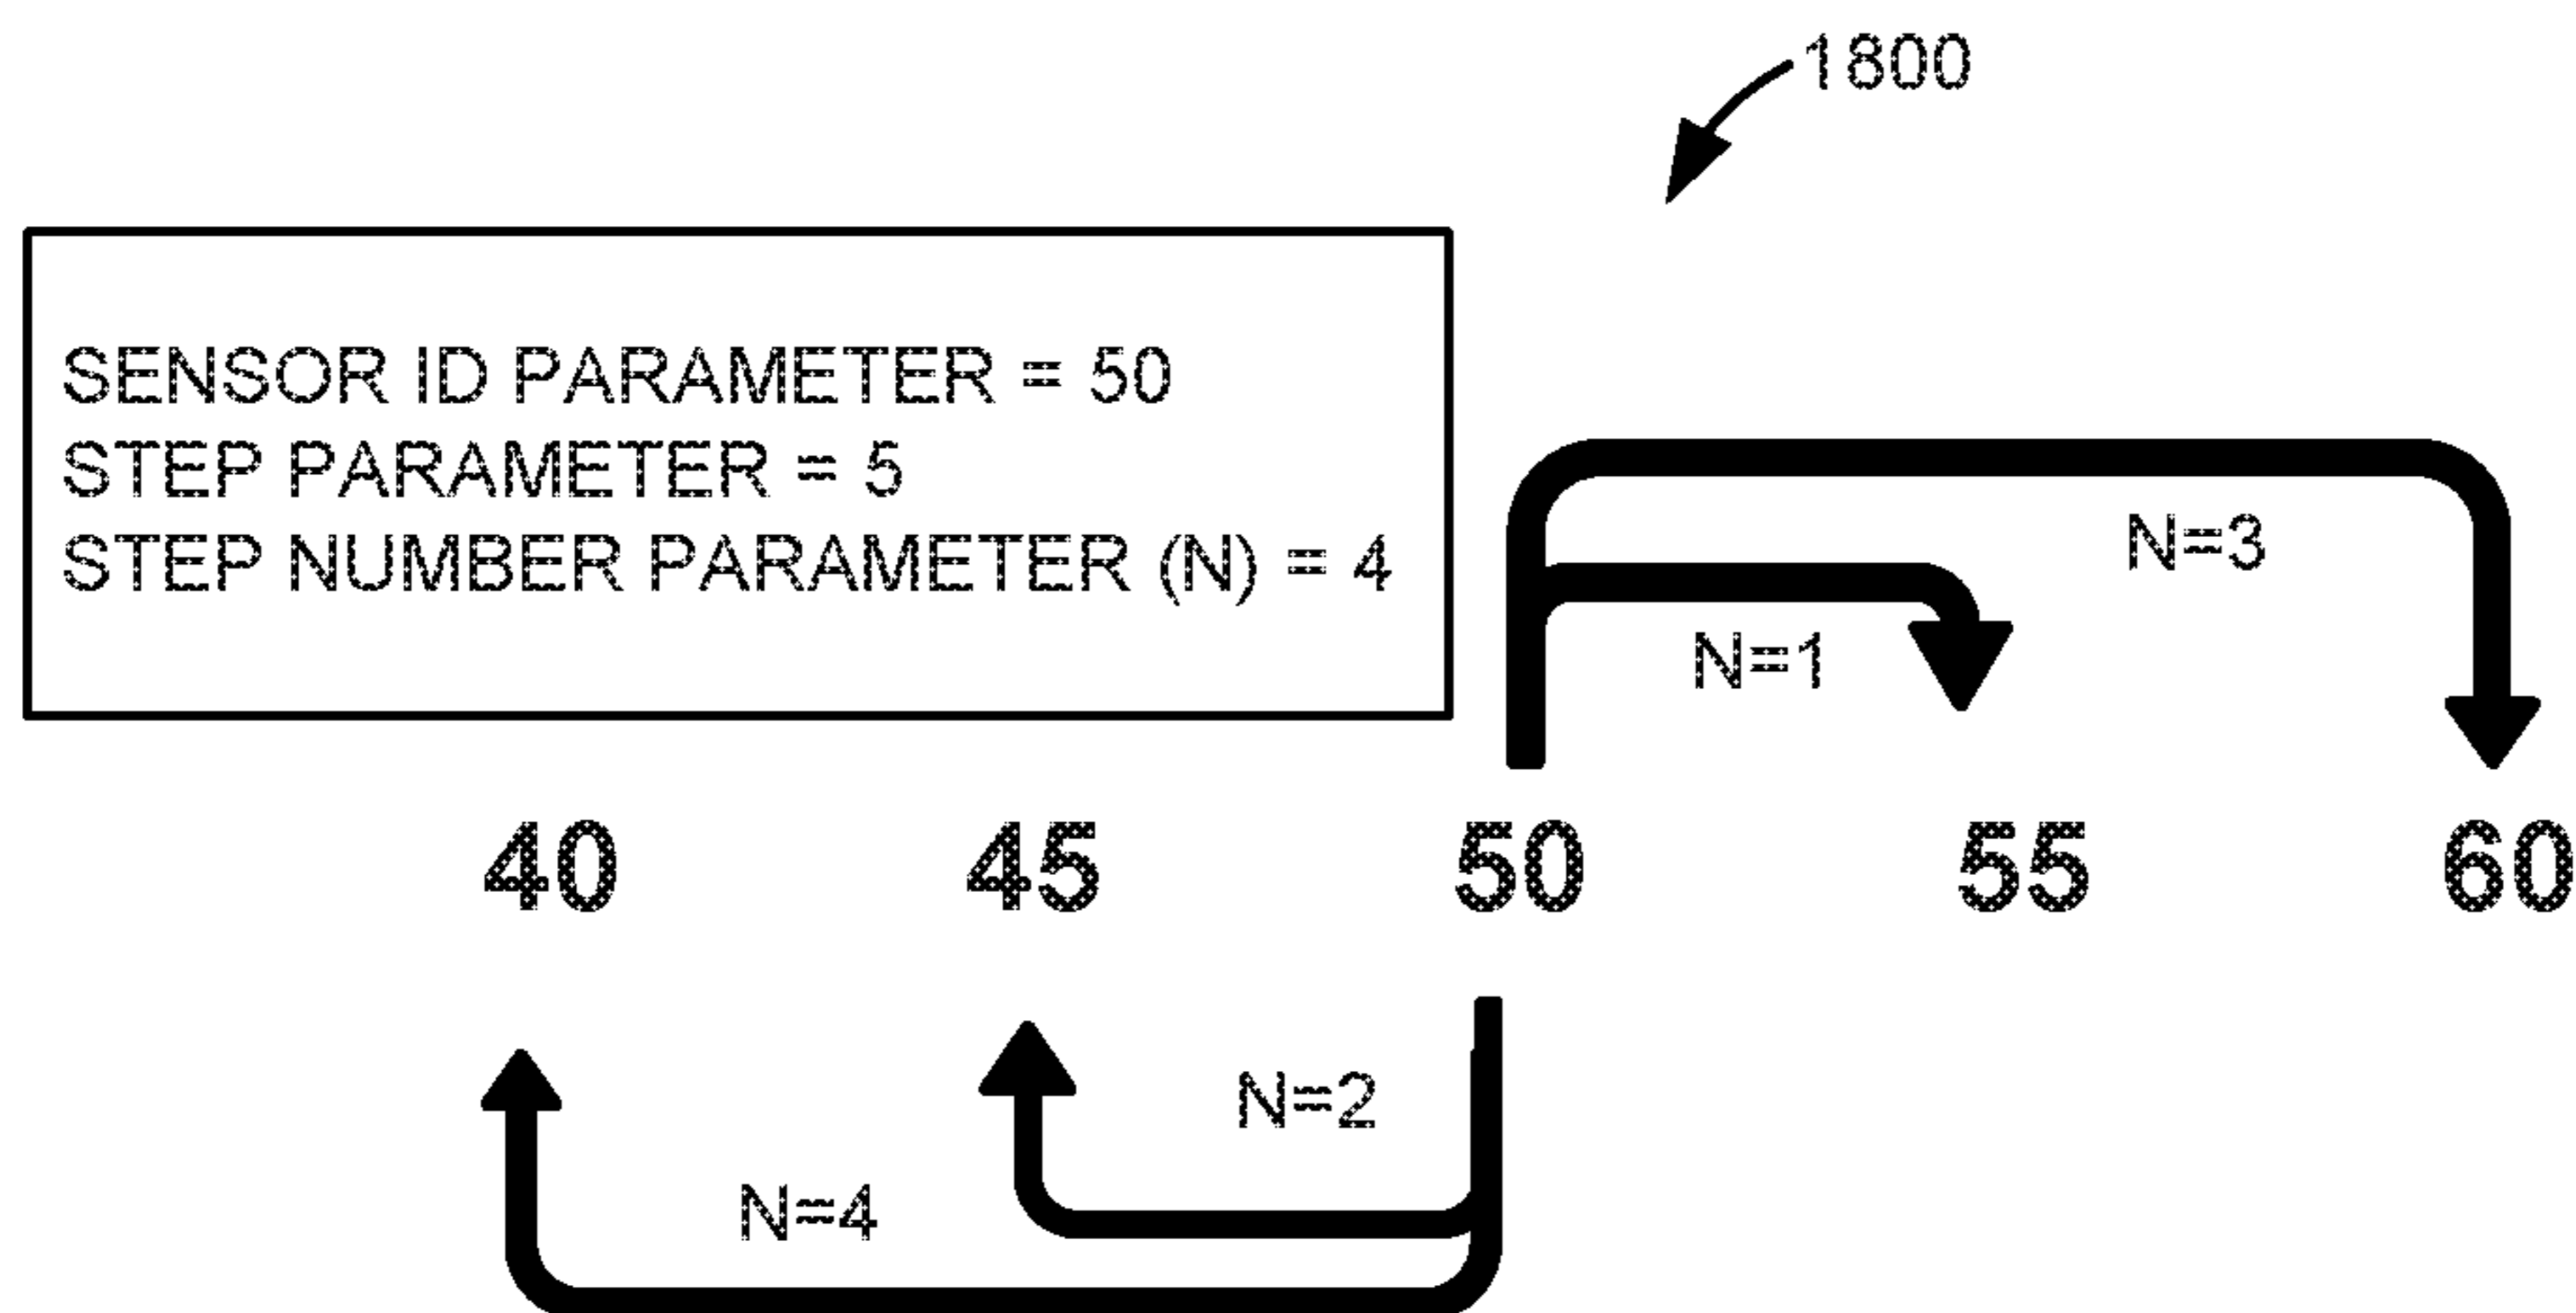 1800
SENSOR ID PARAMETER = 50
STEP PARAMETER = 5
STEP NUMBER PARAMETER (N) = 4
N=3
N=1
40 45 50 55 60
N=2
N=4